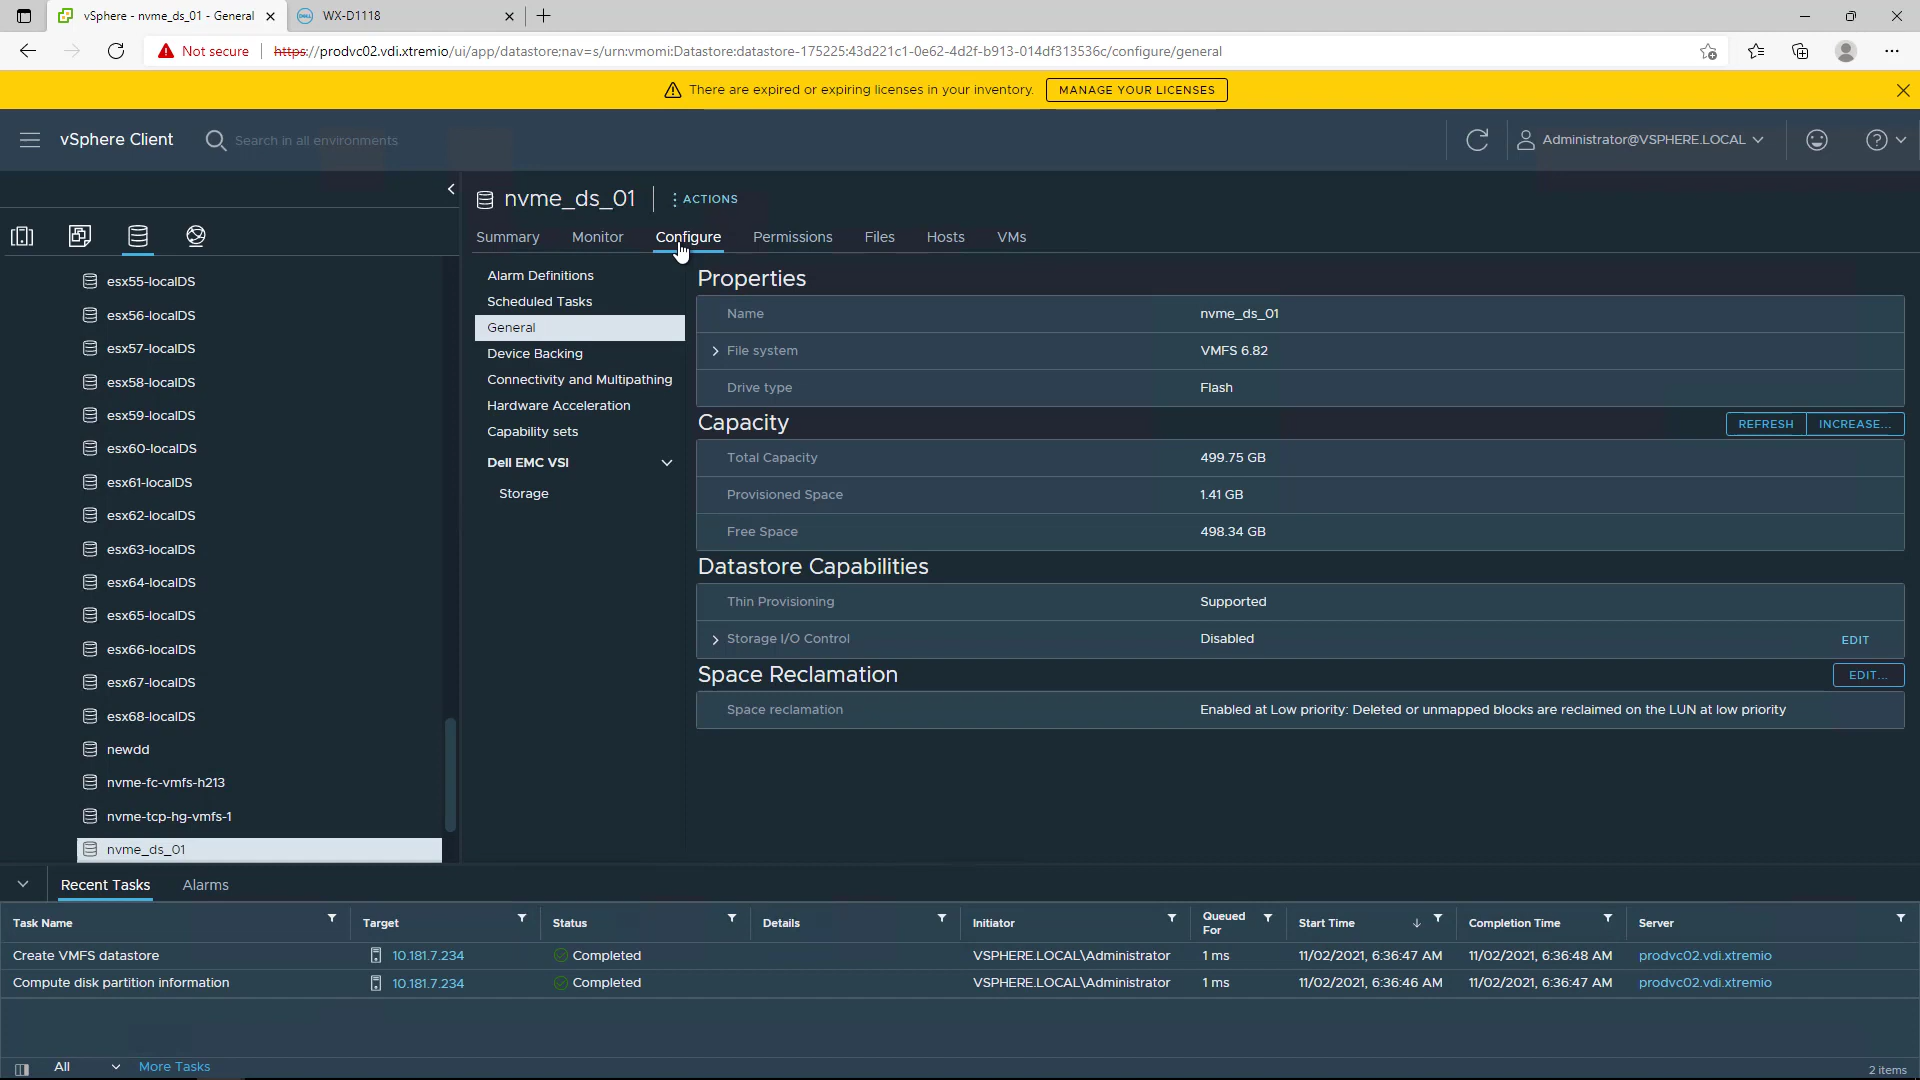 vSphere - nvme_ds_01 - General
WX-D1118
Not secure
https://prodvc02.vdi.xtremio/ui/app/datastore;nav=s/urn:vmomi:Datastore:datastore-175225:43d221c1-0e62-4d2f-b913-014df313536c/configure/general
There are expired or expiring licenses in your inventory.
MANAGE YOUR LICENSES
vSphere Client
Search in all environments
Administrator@VSPHERE.LOCAL
nvme_ds_01
ACTIONS
Summary
Monitor
Configure
Permissions
Files
Hosts
VMs
esx55-localDS
esx56-localDS
esx57-localDS
esx58-localDS
esx59-localDS
esx60-localDS
esx61-localDS
esx62-localDS
esx63-localDS
esx64-localDS
esx65-localDS
esx66-localDS
esx67-localDS
esx68-localDS
newdd
nvme-fc-vmfs-h213
nvme-tcp-hg-vmfs-1
nvme_ds_01
Alarm Definitions
Scheduled Tasks
General
Device Backing
Connectivity and Multipathing
Hardware Acceleration
Capability sets
Dell EMC VSI
Storage
Properties
Name nvme_ds_01
File system VMFS 6.82
Drive type Flash
Capacity
REFRESH INCREASE...
Total Capacity 499.75 GB
Provisioned Space 1.41 GB
Free Space 498.34 GB
Datastore Capabilities
Thin Provisioning Supported
Storage I/O Control Disabled EDIT
Space Reclamation EDIT...
Space reclamation Enabled at Low priority: Deleted or unmapped blocks are reclaimed on the LUN at low priority
Recent Tasks Alarms
Task Name Target Status Details Initiator Queued For Start Time Completion Time Server
Create VMFS datastore 10.181.7.234 Completed VSPHERE.LOCAL\Administrator 1 ms 11/02/2021, 6:36:47 AM 11/02/2021, 6:36:48 AM prodvc02.vdi.xtremio
Compute disk partition information 10.181.7.234 Completed VSPHERE.LOCAL\Administrator 1 ms 11/02/2021, 6:36:46 AM 11/02/2021, 6:36:47 AM prodvc02.vdi.xtremio
All More Tasks 2 items